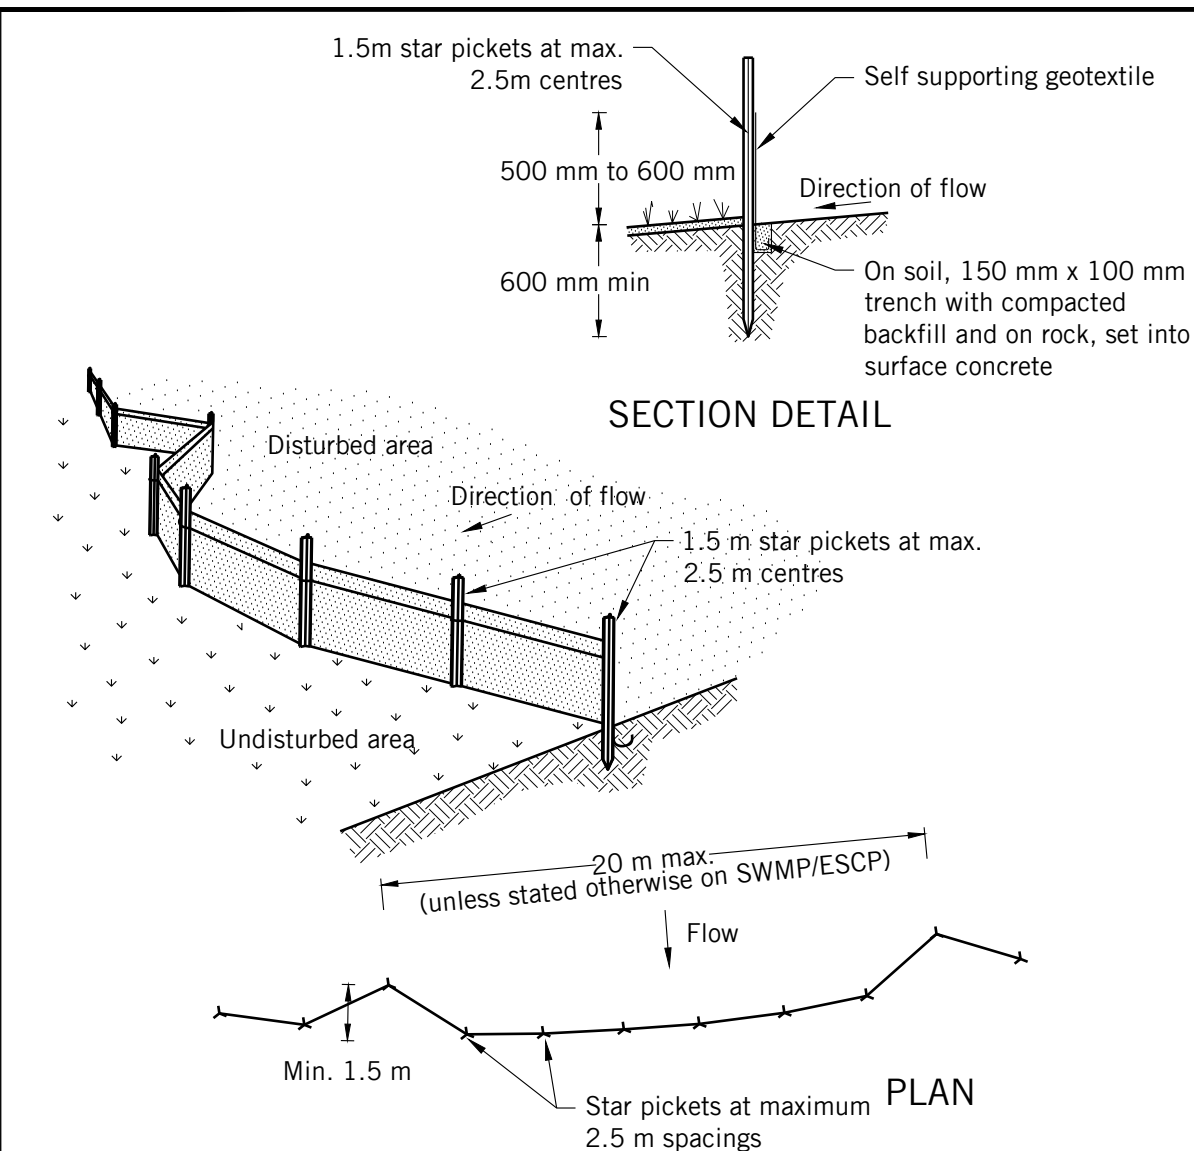 1.5m star pickets at max.
2.5m centres
Self supporting geotextile
500 mm to 600 mm
Direction of flow
600 mm min
On soil, 150 mm x 100 mm
trench with compacted
backfill and on rock, set into
surface concrete
SECTION DETAIL
Disturbed area
Direction of flow
1.5 m star pickets at max.
2.5 m centres
Undisturbed area
20 m max.
(unless stated otherwise on SWMP/ESCP)
Flow
Min. 1.5 m
PLAN
Star pickets at maximum
2.5 m spacings